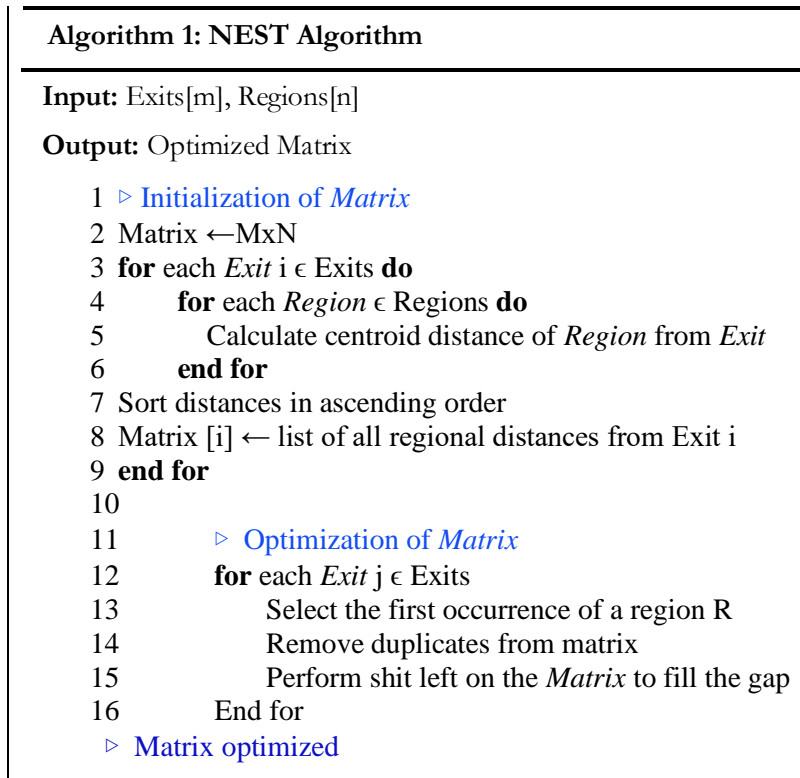 Algorithm 1: NEST Algorithm
Input: Exits[m], Regions[n]
Output: Optimized Matrix
1 ▷ Initialization of Matrix
2 Matrix ←MxN
3 for each Exit i ϵ Exits do
4 for each Region ϵ Regions do
5 Calculate centroid distance of Region from Exit
6 end for
7 Sort distances in ascending order
8 Matrix [i] ← list of all regional distances from Exit i
9 end for
10
11 ▷ Optimization of Matrix
12 for each Exit j ϵ Exits
13 Select the first occurrence of a region R
14 Remove duplicates from matrix
15 Perform shit left on the Matrix to fill the gap
16 End for
▷ Matrix optimized